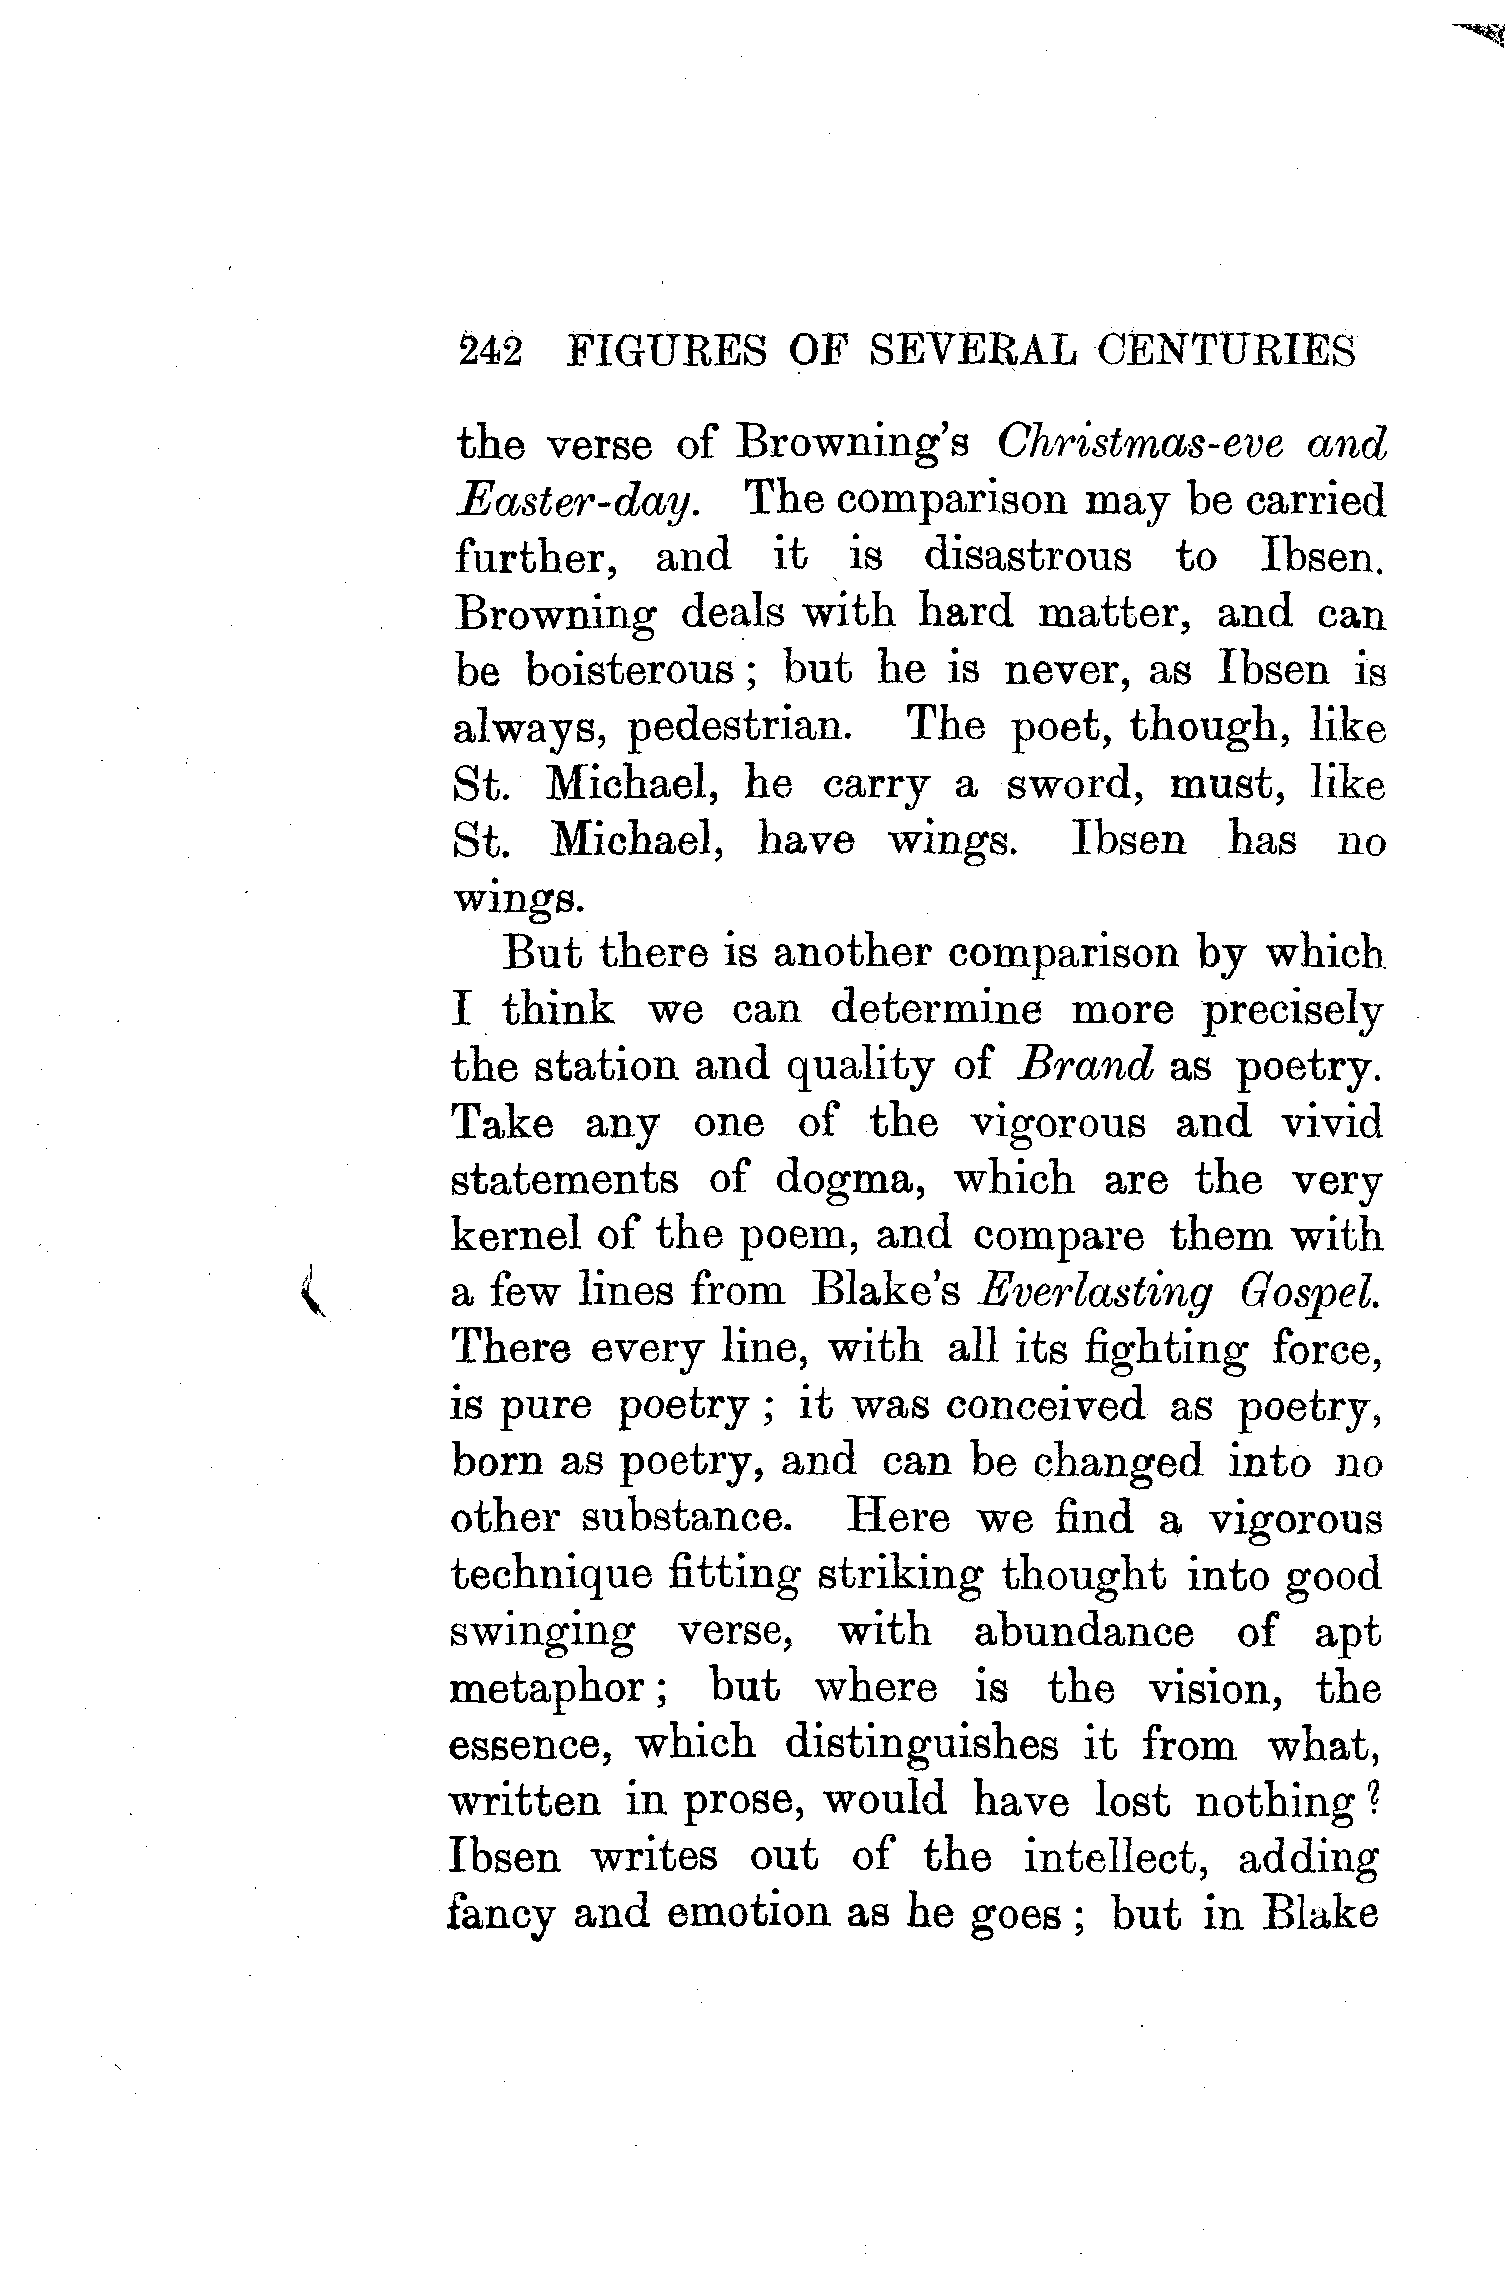 242 FIGURES OF SEVERAL CENTURIES
the verse of Browning's Christmas-eve and
Easter-day. The comparison may be carried
further, and it is disastrous to Ibsen.
Browning deals with hard matter, and can
be boisterous ; but he is never, as Ibsen is
always, pedestrian. The poet, though, like
St. Michael, he carry a sword, must, like
St. Michael, have wings. Ibsen has no
wings.
But there is another comparison by which
I think we can determine more precisely
the station and quality of Brand as poetry.
Take any one of the vigorous and vivid
statements of dogma, which are the very
kernel of the poem, and compare them with
a few lines from Blake's Everlasting Gospel.
There every line, with all its fighting force,
is pure poetry ; it was conceived as poetry,
born as poetry, and can be changed into no
other substance. Here we find a vigorous
technique fitting striking thought into good
swinging verse, with abundance of apt
metaphor ; but where is the vision, the
essence, which distinguishes it from what,
written in prose, would have lost nothing ?
Ibsen writes out of the intellect, adding
fancy and emotion as he goes ; but in Blake